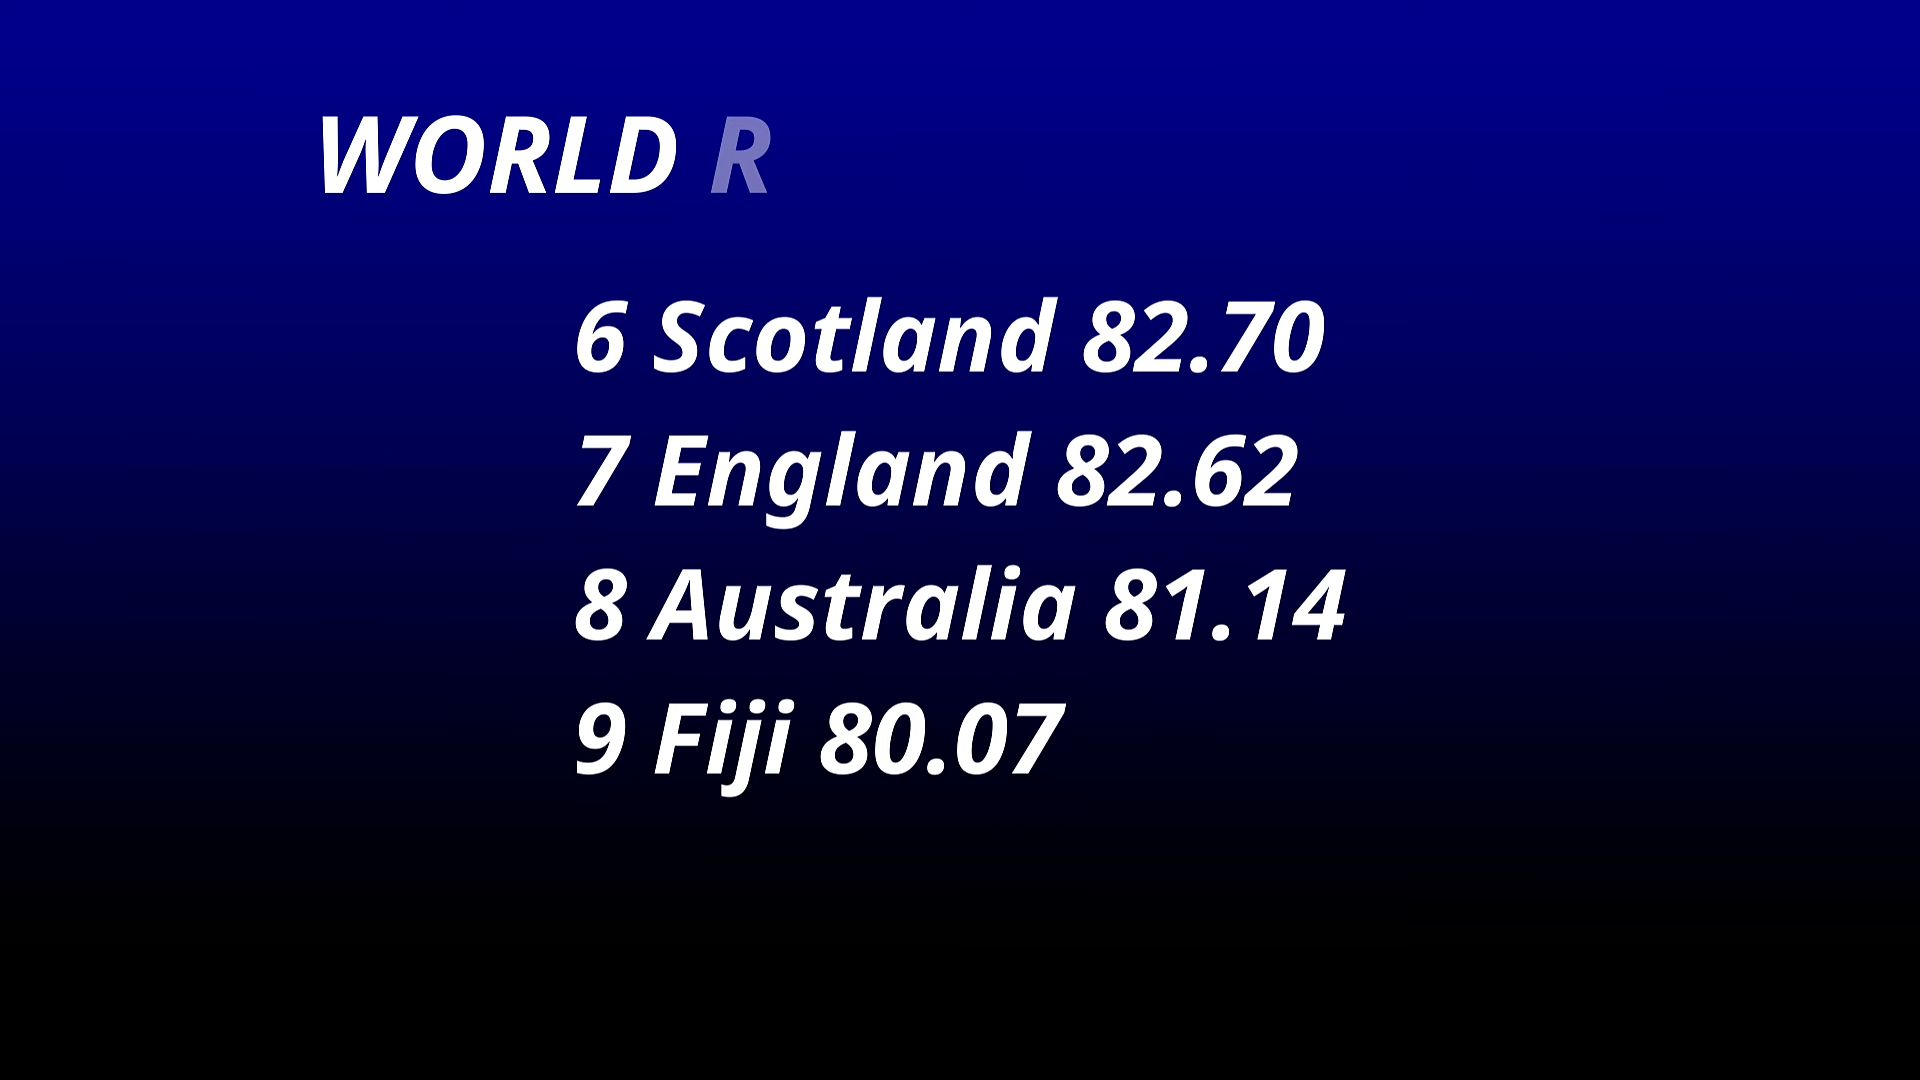 WORLD R
6 Scotland 82.70
7 England 82.62
8 Australia 81.14
9 Fiji 80.07